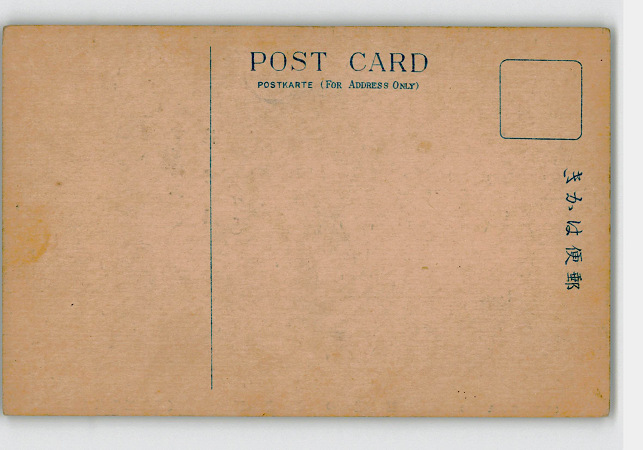 POST CARD
POSTKARTE (FOR ADDRESS ONLY)
郵便はかき